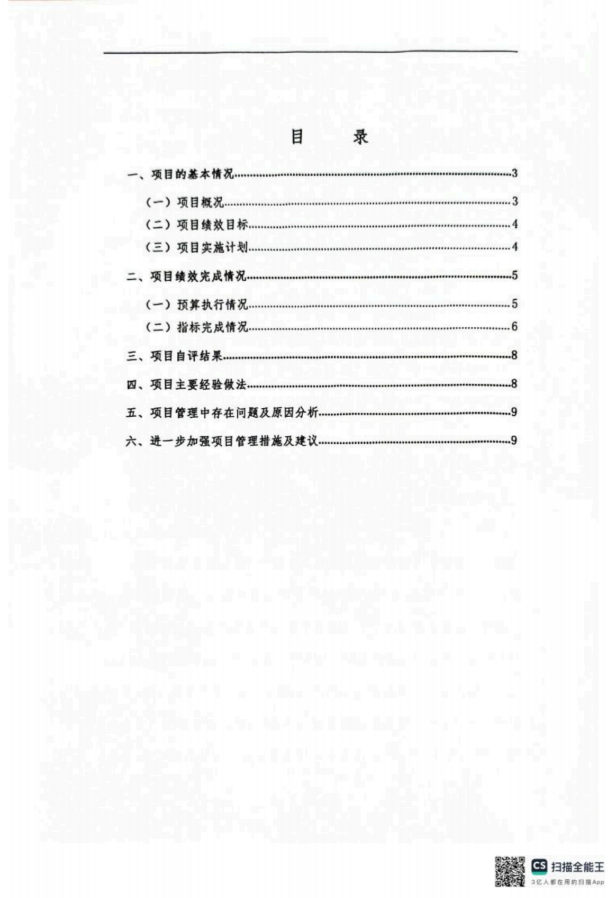 目 录
一、项目的基本情况........................3
（一）项目概况........................3
（二）项目绩效目标........................4
（三）项目实施计划........................4
二、项目绩效完成情况........................5
（一）预算执行情况........................5
（二）指标完成情况........................6
三、项目自评结果........................8
四、项目主要经验做法........................8
五、项目管理中存在问题及原因分析........................9
六、进一步加强项目管理措施及建议........................9
CS 扫描全能王
3亿人都在用的扫描App